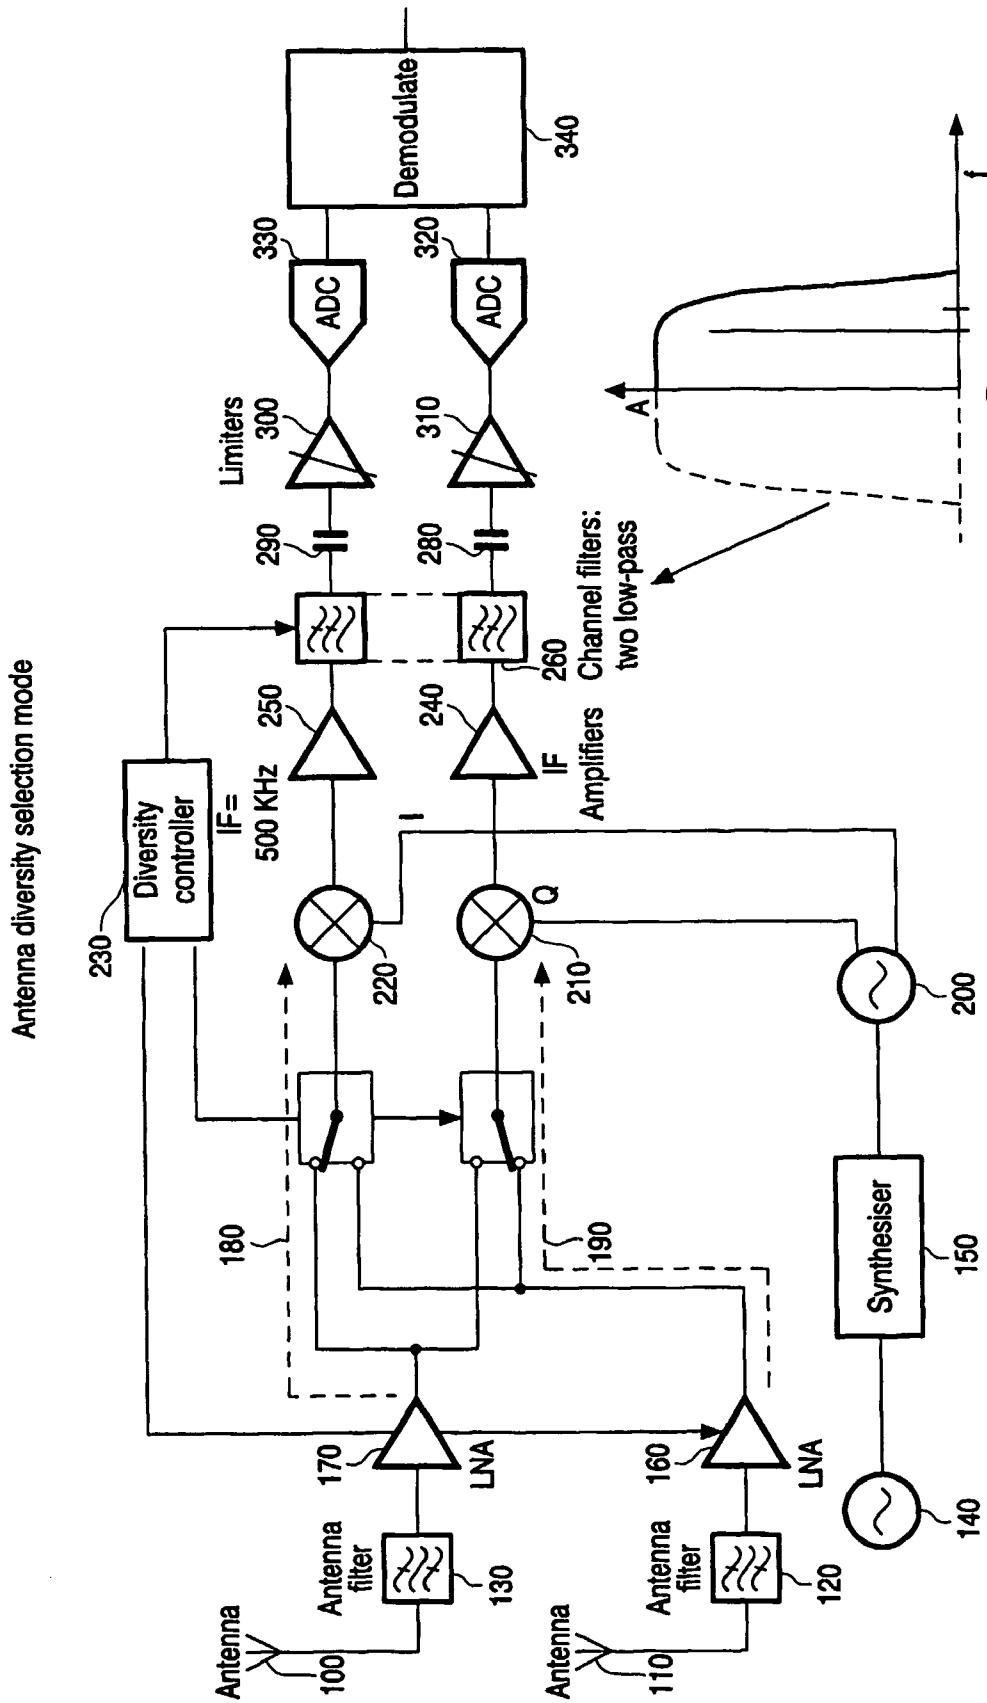 Antenna diversity selection mode
230
Diversity
controller
IF=
500 KHz
Antenna
100
Antenna
filter
130
170
LNA
180
220
I
250
290
Limiters
300
330
ADC
Demodulate
340
Antenna
110
Antenna
filter
120
160
LNA
190
210
Q
240
IF
Amplifiers
260
280
310
320
ADC
Channel filters:
two low-pass
140
Synthesiser
150
200
A
f